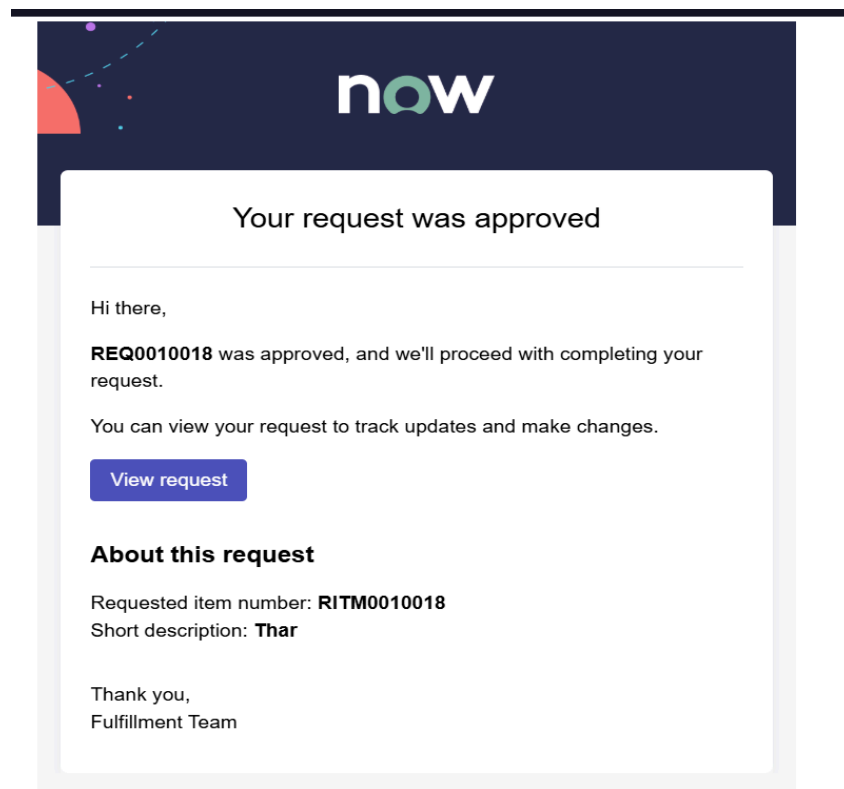 now
Your request was approved
Hi there,
REQ0010018 was approved, and we'll proceed with completing your
request.
You can view your request to track updates and make changes.
View request
About this request
Requested item number: RITM0010018
Short description: Thar
Thank you,
Fulfillment Team